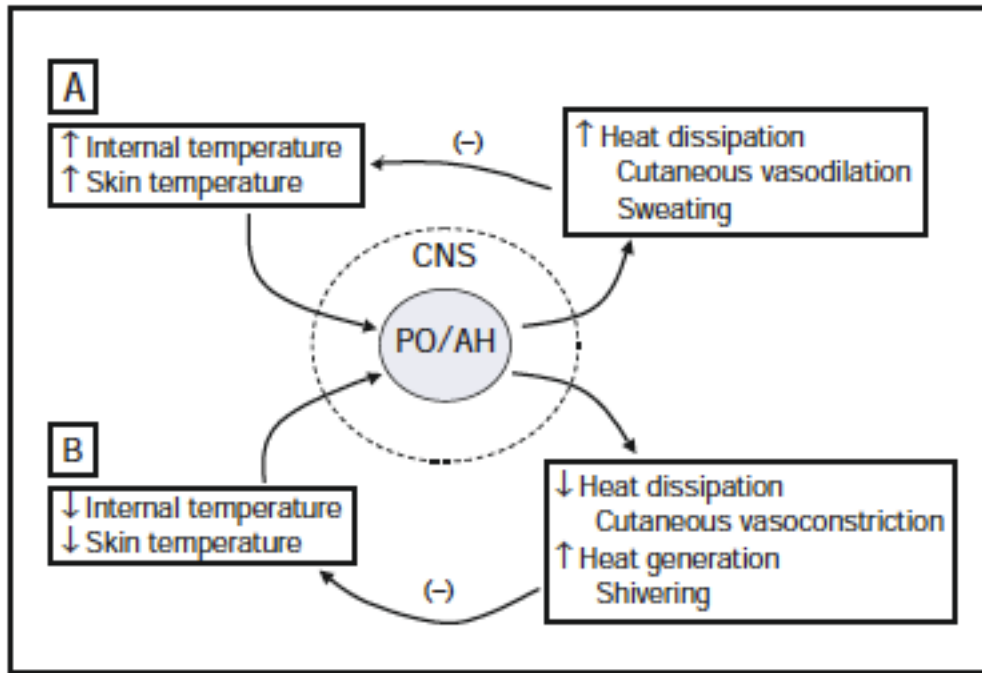 A
↑ Internal temperature
↑ Skin temperature
(–)
↑ Heat dissipation
Cutaneous vasodilation
Sweating
CNS
PO/AH
B
↓ Internal temperature
↓ Skin temperature
(–)
↓ Heat dissipation
Cutaneous vasoconstriction
↑ Heat generation
Shivering